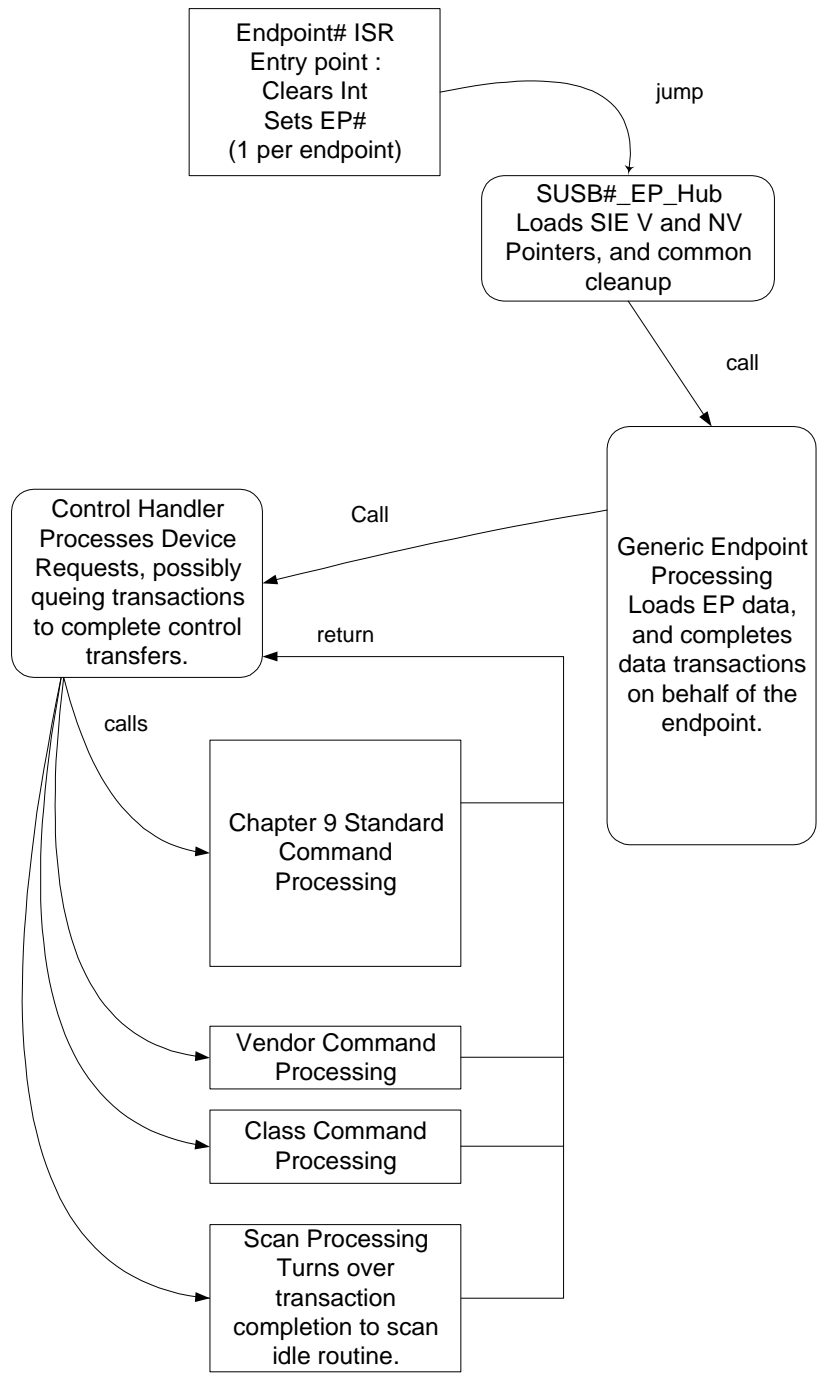 Endpoint# ISR
Entry point :
Clears Int
Sets EP#
(1 per endpoint)
jump
SUSB#_EP_Hub
Loads SIE V and NV
Pointers, and common
cleanup
call
Generic Endpoint
Processing
Loads EP data,
and completes
data transactions
on behalf of the
endpoint.
Call
Control Handler
Processes Device
Requests, possibly
queing transactions
to complete control
transfers.
return
calls
Chapter 9 Standard
Command
Processing
Vendor Command
Processing
Class Command
Processing
Scan Processing
Turns over
transaction
completion to scan
idle routine.